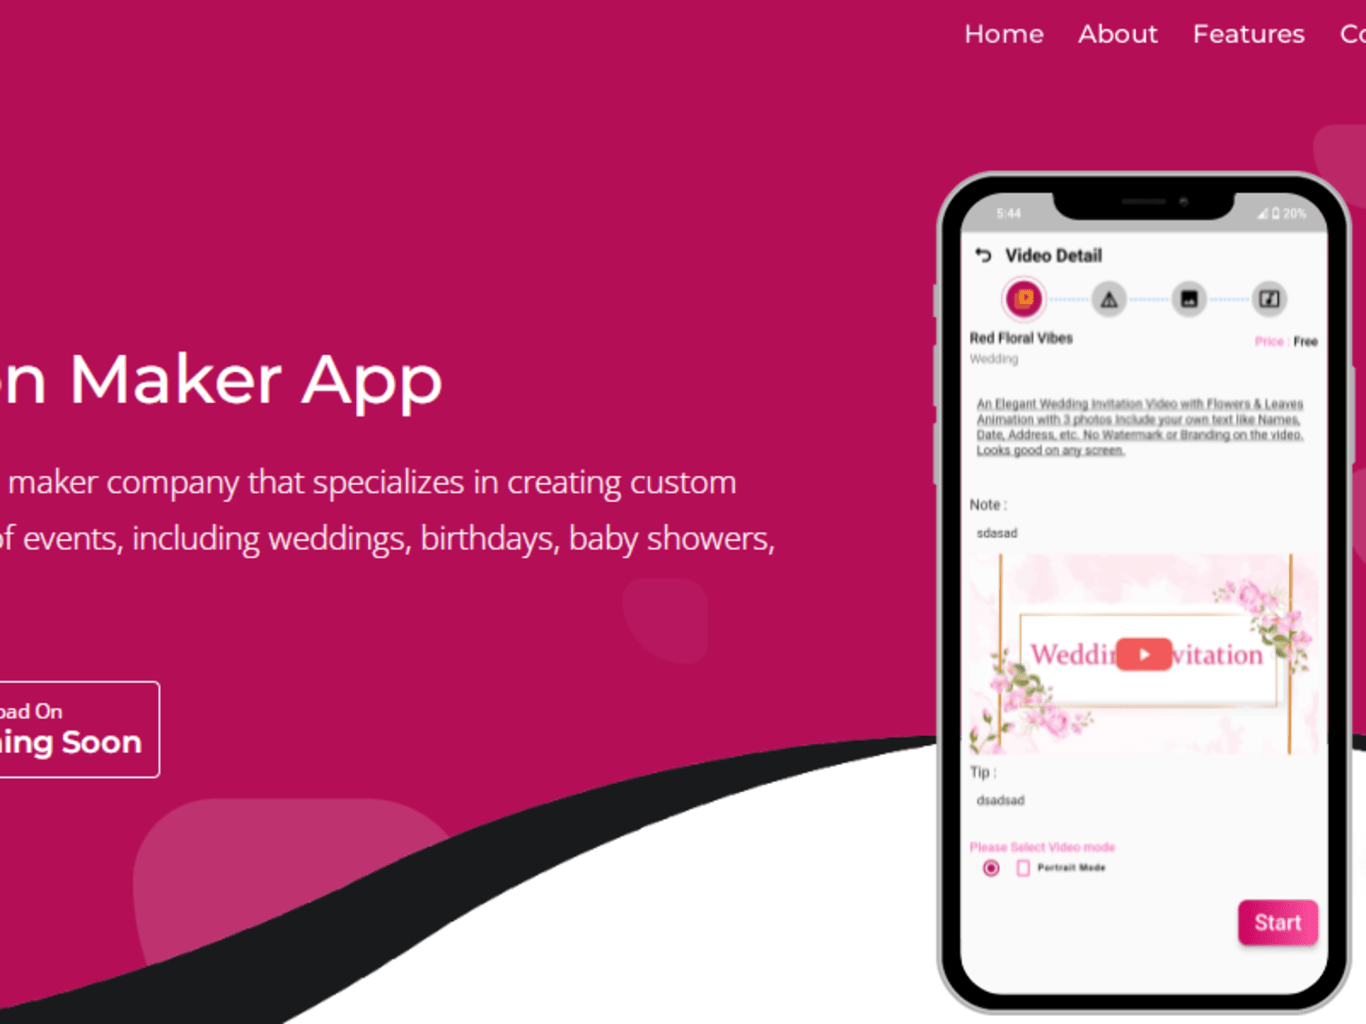 Home About Features Co
on Maker App
maker company that specializes in creating custom
of events, including weddings, birthdays, baby showers,
oad On
ning Soon
5:44 20%
Video Detail
Red Floral Vibes
Price : Free
Wedding
An Elegant Wedding Invitation Video with Flowers & Leaves
Animation with 3 photos Include your own text like Names,
Date, Address, etc. No Watermark or Branding on the video.
Looks good on any screen.
Note :
sdasad
Weddin vitation
Tip :
dsadsad
Please Select Video mode
Portrait Mode
Start